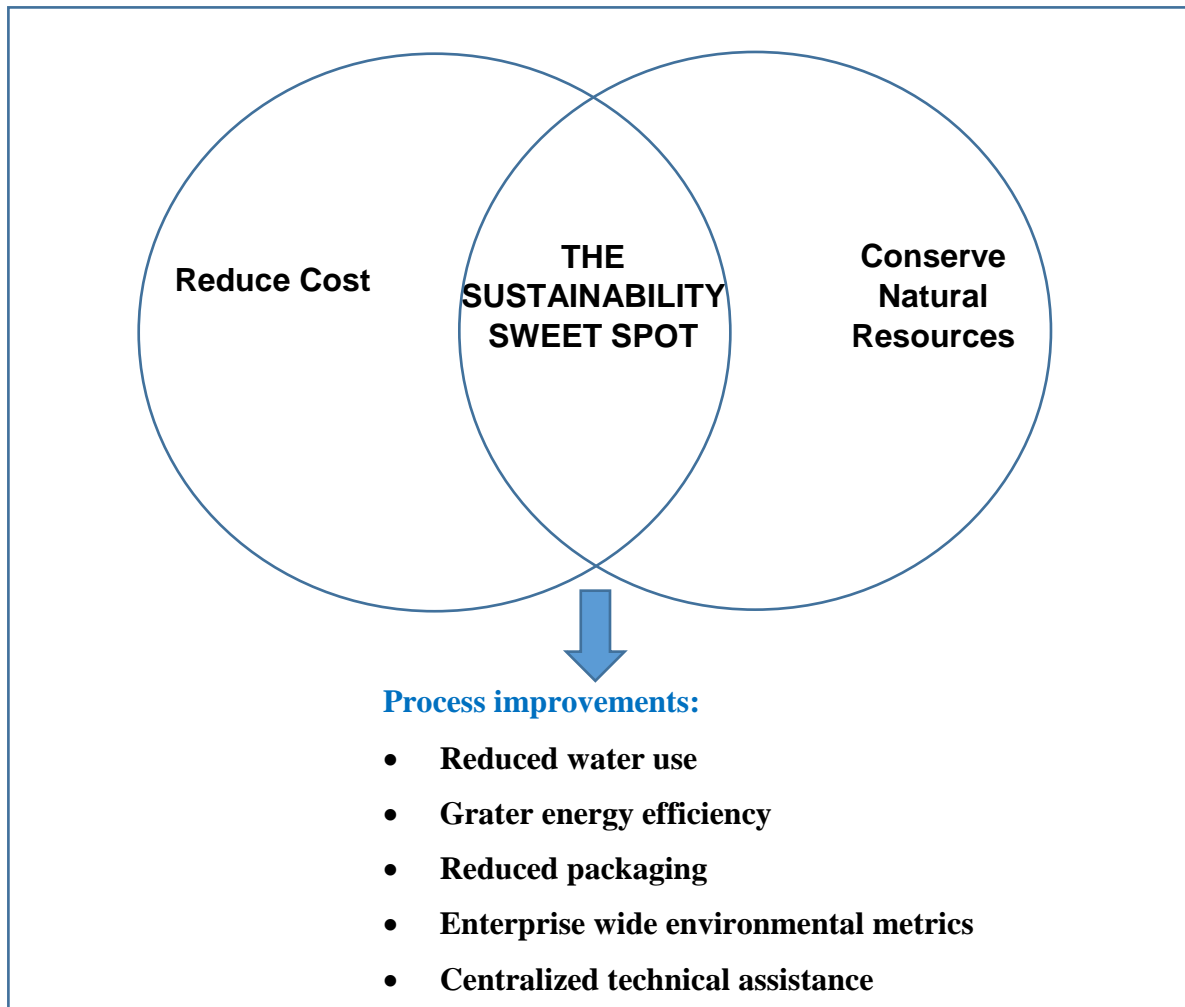 Reduce Cost
THE
SUSTAINABILITY
SWEET SPOT
Conserve
Natural
Resources
Process improvements:
• Reduced water use
• Grater energy efficiency
• Reduced packaging
• Enterprise wide environmental metrics
• Centralized technical assistance